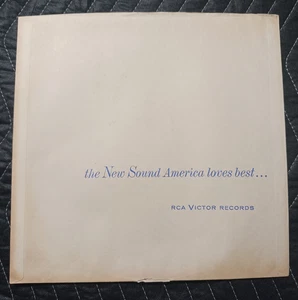 the New Sound America loves best...
RCA VICTOR RECORDS